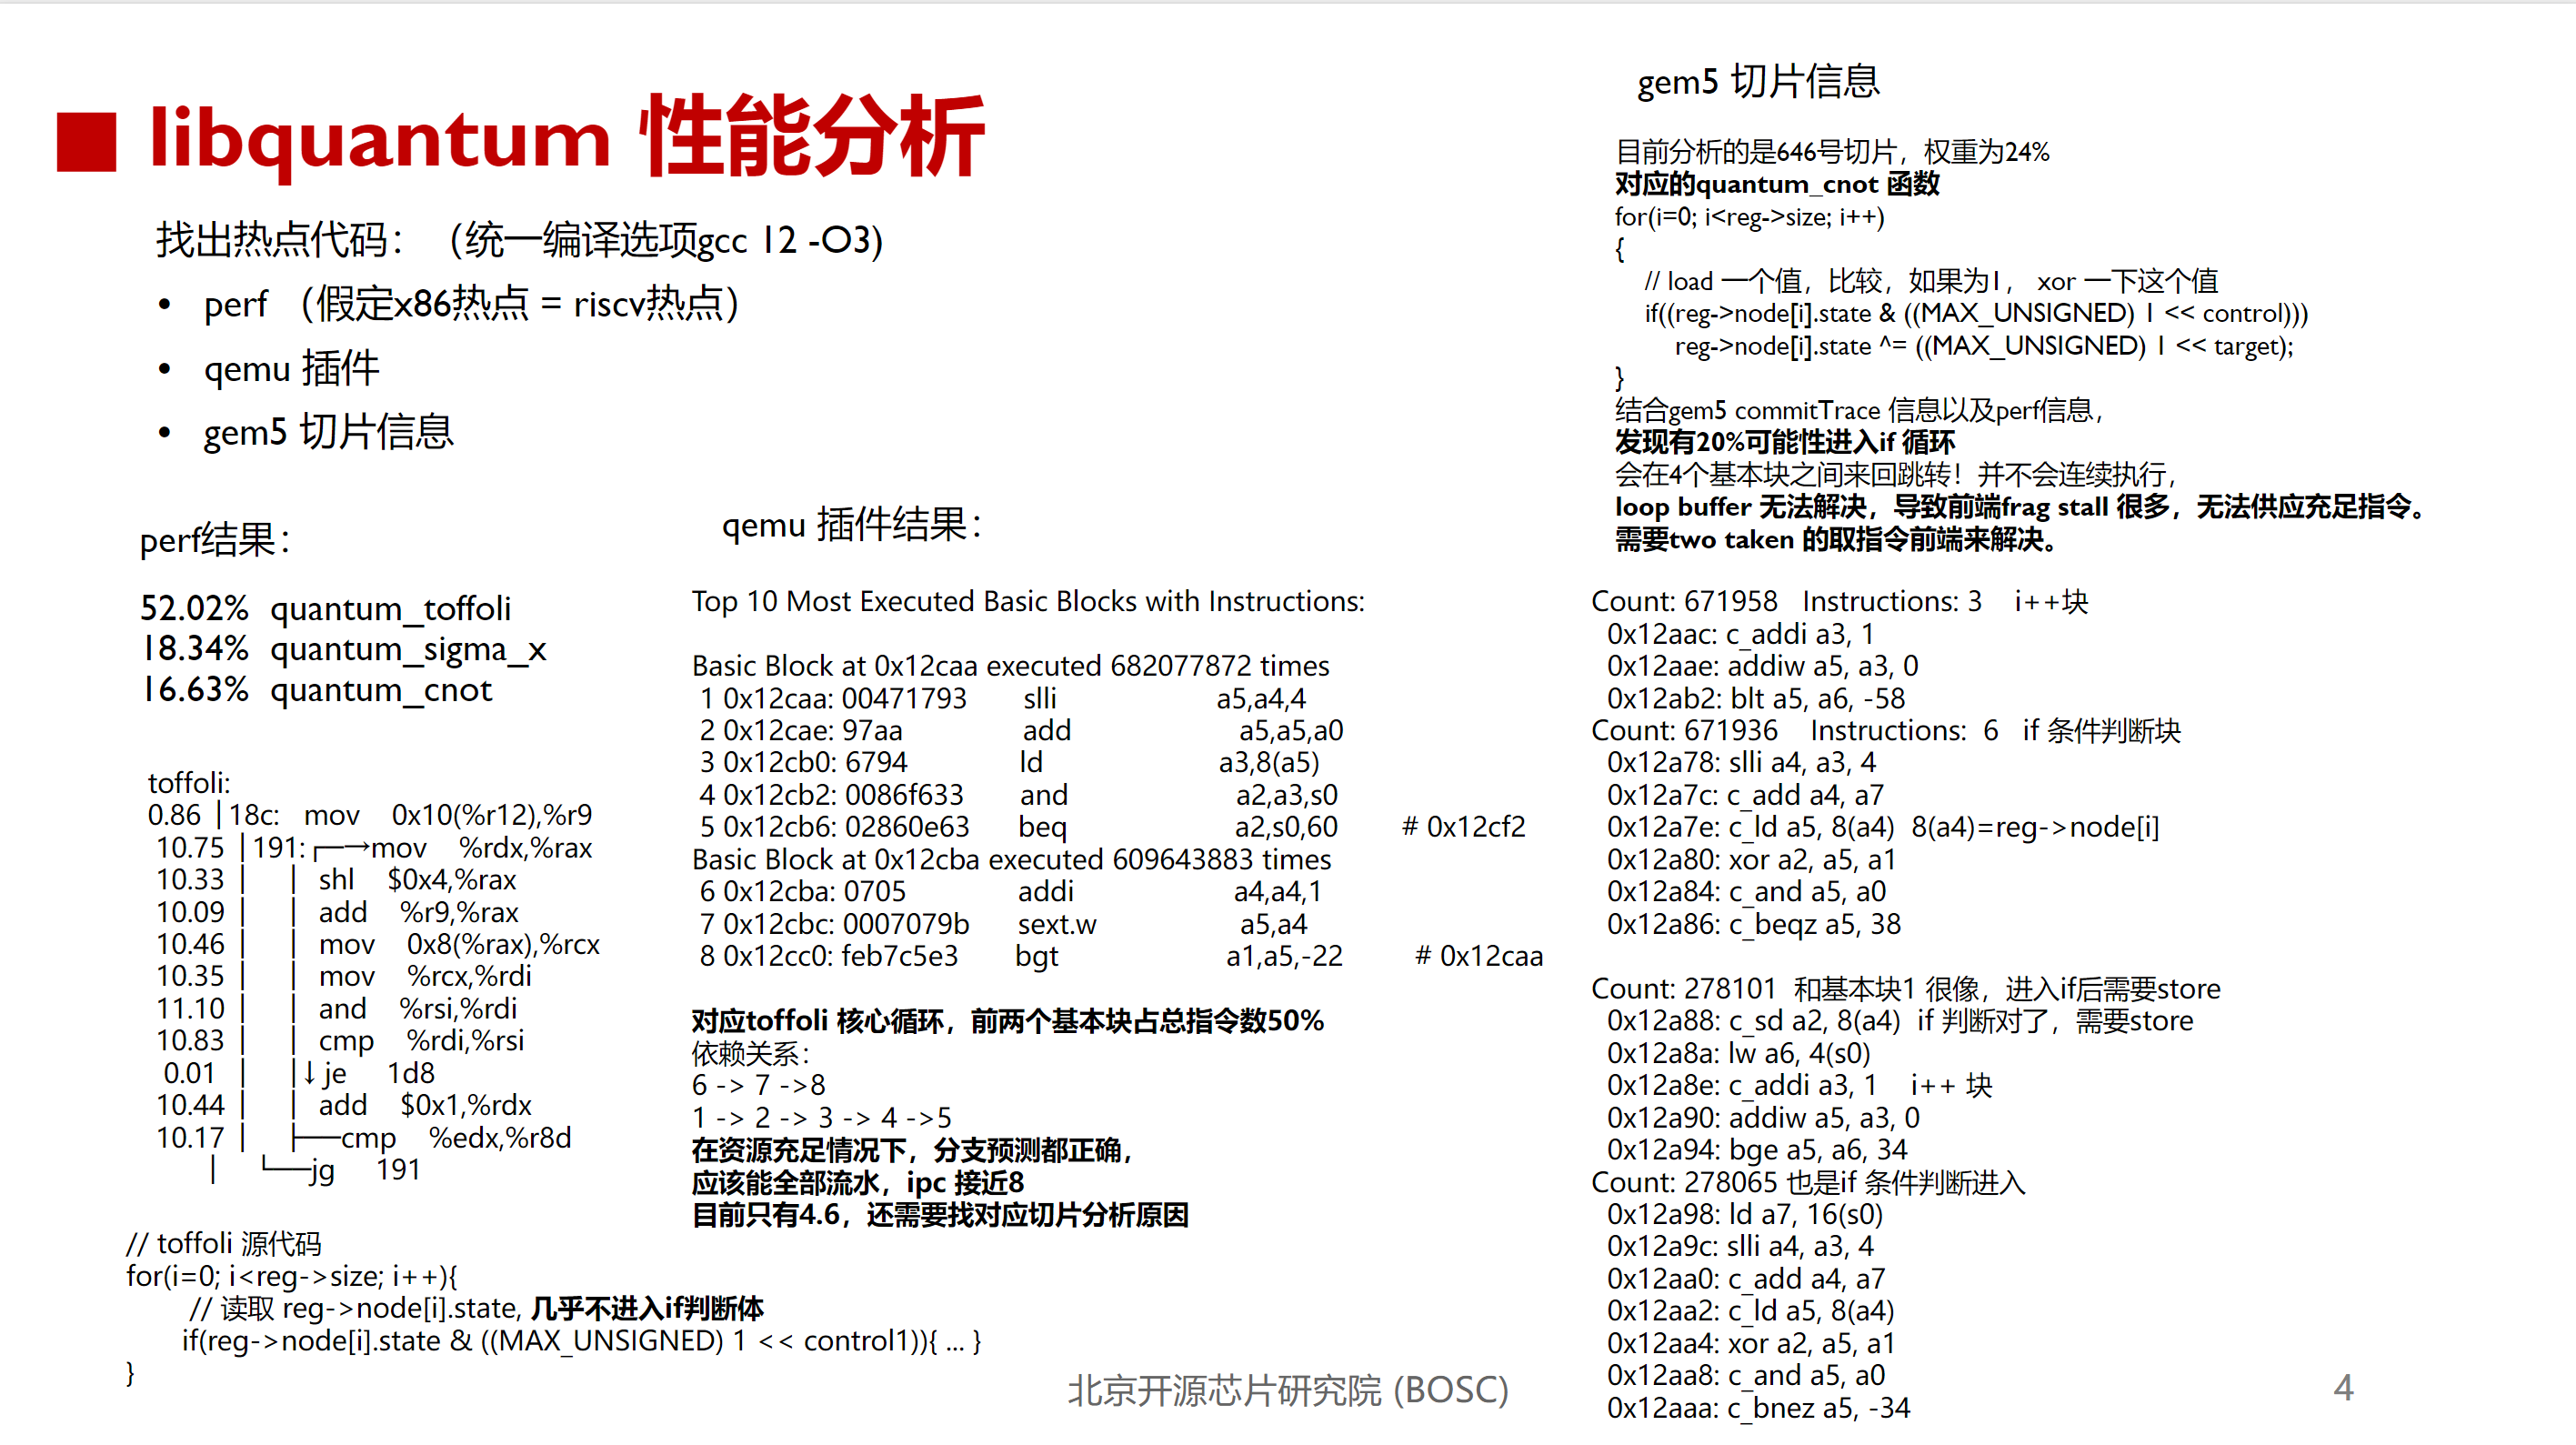 libquantum 性能分析
找出热点代码：（统一编译选项gcc 12 -O3)
• perf （假定x86热点 = riscv热点）
• qemu 插件
• gem5 切片信息
perf结果：
52.02% quantum_toffoli
18.34% quantum_sigma_x
16.63% quantum_cnot
toffoli:
0.86 │18c: mov 0x10(%r12),%r9
10.75 │191:┌─→mov %rdx,%rax
10.33 │ │ shl $0x4,%rax
10.09 │ │ add %r9,%rax
10.46 │ │ mov 0x8(%rax),%rcx
10.35 │ │ mov %rcx,%rdi
11.10 │ │ and %rsi,%rdi
10.83 │ │ cmp %rdi,%rsi
0.01 │ │↓ je 1d8
10.44 │ │ add $0x1,%rdx
10.17 │ ├──cmp %edx,%r8d
│ └──jg 191
// toffoli 源代码
for(i=0; i<reg->size; i++){
// 读取 reg->node[i].state, 几乎不进入if判断体
if(reg->node[i].state & ((MAX_UNSIGNED) 1 << control1)){ ... }
}
qemu 插件结果：
Top 10 Most Executed Basic Blocks with Instructions:
Basic Block at 0x12caa executed 682077872 times
1 0x12caa: 00471793 slli a5,a4,4
2 0x12cae: 97aa add a5,a5,a0
3 0x12cb0: 6794 ld a3,8(a5)
4 0x12cb2: 0086f633 and a2,a3,s0
5 0x12cb6: 02860e63 beq a2,s0,60 # 0x12cf2
Basic Block at 0x12cba executed 609643883 times
6 0x12cba: 0705 addi a4,a4,1
7 0x12cbc: 0007079b sext.w a5,a4
8 0x12cc0: feb7c5e3 bgt a1,a5,-22 # 0x12caa
对应toffoli 核心循环，前两个基本块占总指令数50%
依赖关系：
6 -> 7 ->8
1 -> 2 -> 3 -> 4 ->5
在资源充足情况下，分支预测都正确，
应该能全部流水，ipc 接近8
目前只有4.6，还需要找对应切片分析原因
gem5 切片信息
目前分析的是646号切片，权重为24%
对应的quantum_cnot 函数
for(i=0; i<reg->size; i++)
{
// load 一个值，比较，如果为1， xor 一下这个值
if((reg->node[i].state & ((MAX_UNSIGNED) 1 << control)))
reg->node[i].state ^= ((MAX_UNSIGNED) 1 << target);
}
结合gem5 commitTrace 信息以及perf信息，
发现有20%可能性进入if 循环
会在4个基本块之间来回跳转！并不会连续执行，
loop buffer 无法解决，导致前端frag stall 很多，无法供应充足指令。
需要two taken 的取指令前端来解决。
Count: 671958 Instructions: 3 i++块
0x12aac: c_addi a3, 1
0x12aae: addiw a5, a3, 0
0x12ab2: blt a5, a6, -58
Count: 671936 Instructions: 6 if 条件判断块
0x12a78: slli a4, a3, 4
0x12a7c: c_add a4, a7
0x12a7e: c_ld a5, 8(a4) 8(a4)=reg->node[i]
0x12a80: xor a2, a5, a1
0x12a84: c_and a5, a0
0x12a86: c_beqz a5, 38
Count: 278101 和基本块1 很像，进入if后需要store
0x12a88: c_sd a2, 8(a4) if 判断对了，需要store
0x12a8a: lw a6, 4(s0)
0x12a8e: c_addi a3, 1 i++ 块
0x12a90: addiw a5, a3, 0
0x12a94: bge a5, a6, 34
Count: 278065 也是if 条件判断进入
0x12a98: ld a7, 16(s0)
0x12a9c: slli a4, a3, 4
0x12aa0: c_add a4, a7
0x12aa2: c_ld a5, 8(a4)
0x12aa4: xor a2, a5, a1
0x12aa8: c_and a5, a0
0x12aaa: c_bnez a5, -34
北京开源芯片研究院 (BOSC)
4